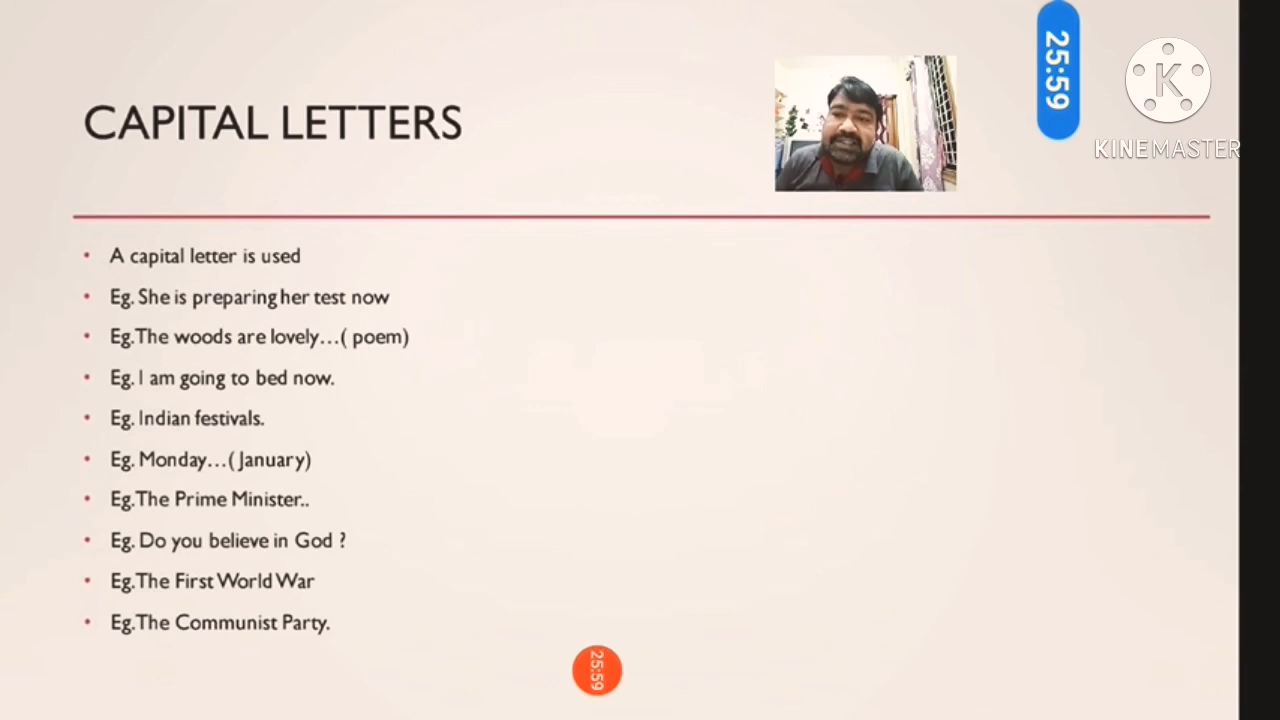 25:59
KINEMASTER
CAPITAL LETTERS
• A capital letter is used
• Eg. She is preparing her test now
• Eg.The woods are lovely...( poem)
• Eg. I am going to bed now.
• Eg. Indian festivals.
• Eg. Monday...( January)
• Eg.The Prime Minister..
• Eg. Do you believe in God ?
• Eg.The First World War
• Eg.The Communist Party.
25:59